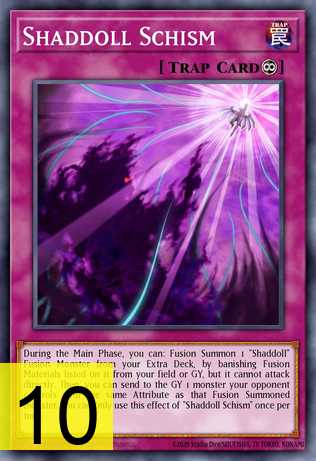 Shaddoll Schism
TRAP
罠
[Trap Card]
During the Main Phase, you can: Fusion Summon 1 "Shaddoll"
Fusion Monster from your Extra Deck, by banishing Fusion
Materials listed on it from your field or GY, but it cannot attack
directly. Then, you can send to the GY 1 monster your opponent
same Attribute as that Fusion Summoned
only use this effect of "Shaddoll Schism" once per
10
©2020 Studio Dice/SHUEISHA, TV TOKYO, KONAMI